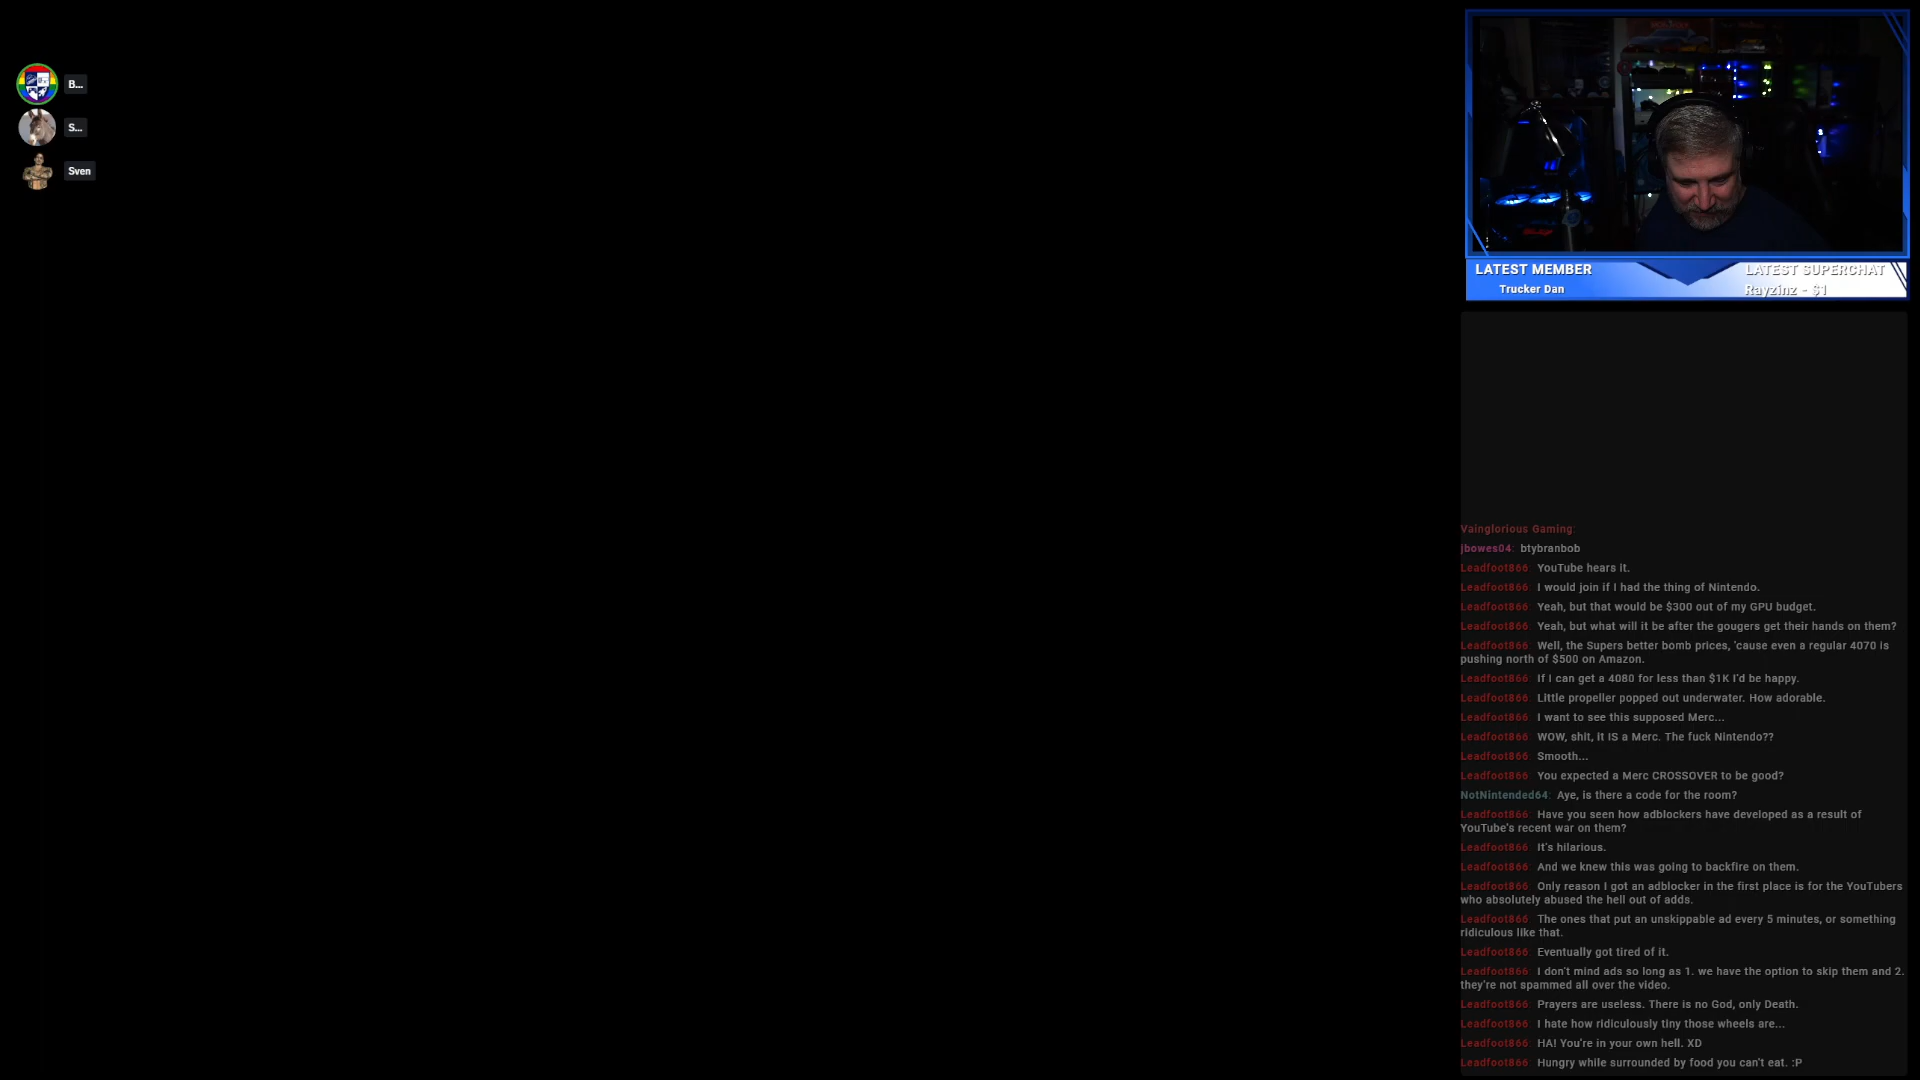 B...
S...
Sven
LATEST MEMBER
Trucker Dan
LATEST SUPERCHAT
Rayzinz - $1
Vainglorious Gaming:
jbowes04: btybranbob
Leadfoot866: YouTube hears it.
Leadfoot866: I would join if I had the thing of Nintendo.
Leadfoot866: Yeah, but that would be $300 out of my GPU budget.
Leadfoot866: Yeah, but what will it be after the gougers get their hands on them?
Leadfoot866: Well, the Supers better bomb prices, 'cause even a regular 4070 is
pushing north of $500 on Amazon.
Leadfoot866: If I can get a 4080 for less than $1K I'd be happy.
Leadfoot866: Little propeller popped out underwater. How adorable.
Leadfoot866: I want to see this supposed Merc...
Leadfoot866: WOW, shit, it IS a Merc. The fuck Nintendo??
Leadfoot866: Smooth...
Leadfoot866: You expected a Merc CROSSOVER to be good?
NotNintended64: Aye, is there a code for the room?
Leadfoot866: Have you seen how adblockers have developed as a result of
YouTube's recent war on them?
Leadfoot866: It's hilarious.
Leadfoot866: And we knew this was going to backfire on them.
Leadfoot866: Only reason I got an adblocker in the first place is for the YouTubers
who absolutely abused the hell out of adds.
Leadfoot866: The ones that put an unskippable ad every 5 minutes, or something
ridiculous like that.
Leadfoot866: Eventually got tired of it.
Leadfoot866: I don't mind ads so long as 1. we have the option to skip them and 2.
they're not spammed all over the video.
Leadfoot866: Prayers are useless. There is no God, only Death.
Leadfoot866: I hate how ridiculously tiny those wheels are...
Leadfoot866: HA! You're in your own hell. XD
Leadfoot866: Hungry while surrounded by food you can't eat. :P